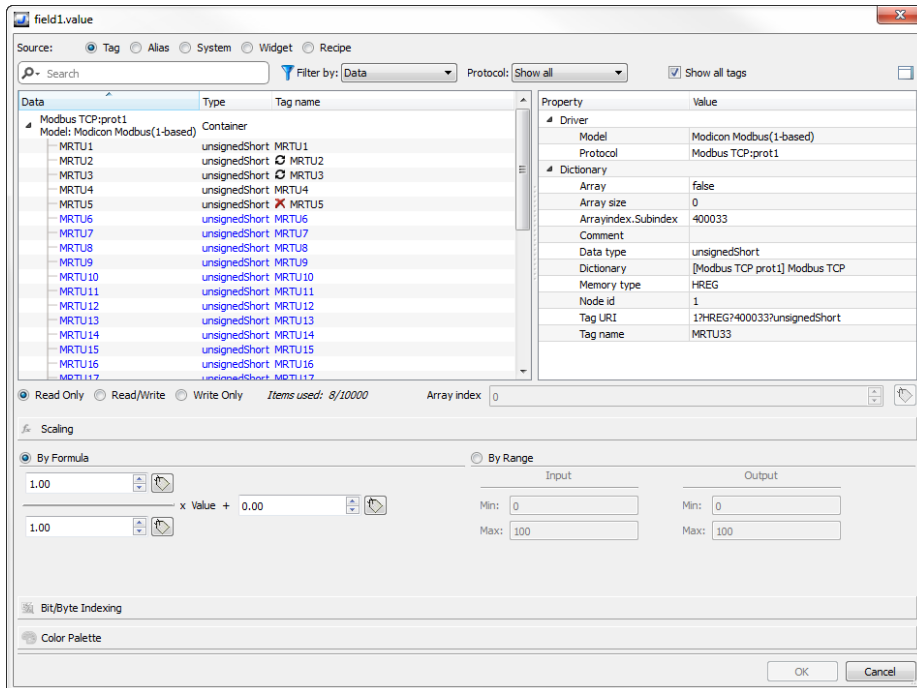 field1.value
Source: Tag Alias System Widget Recipe
Search Filter by: Data Protocol: Show all Show all tags
Data Type Tag name
Modbus TCP:prot1
Model: Modicon Modbus(1-based) Container
MRTU1 unsignedShort MRTU1
MRTU2 unsignedShort MRTU2
MRTU3 unsignedShort MRTU3
MRTU4 unsignedShort MRTU4
MRTU5 unsignedShort MRTU5
MRTU6 unsignedShort MRTU6
MRTU7 unsignedShort MRTU7
MRTU8 unsignedShort MRTU8
MRTU9 unsignedShort MRTU9
MRTU10 unsignedShort MRTU10
MRTU11 unsignedShort MRTU11
MRTU12 unsignedShort MRTU12
MRTU13 unsignedShort MRTU13
MRTU14 unsignedShort MRTU14
MRTU15 unsignedShort MRTU15
MRTU16 unsignedShort MRTU16
MRTU17 unsignedShort MRTU17
Property Value
Driver
Model Modicon Modbus(1-based)
Protocol Modbus TCP:prot1
Dictionary
Array false
Array size 0
Arrayindex.Subindex 400033
Comment
Data type unsignedShort
Dictionary [Modbus TCP prot1] Modbus TCP
Memory type HREG
Node id 1
Tag URI 1?HREG?400033?unsignedShort
Tag name MRTU33
Read Only Read/Write Write Only Items used: 8/10000 Array index 0
Scaling
By Formula
1.00
x Value + 0.00
1.00
By Range
Input Output
Min: 0 Min: 0
Max: 100 Max: 100
Bit/Byte Indexing
Color Palette
OK Cancel